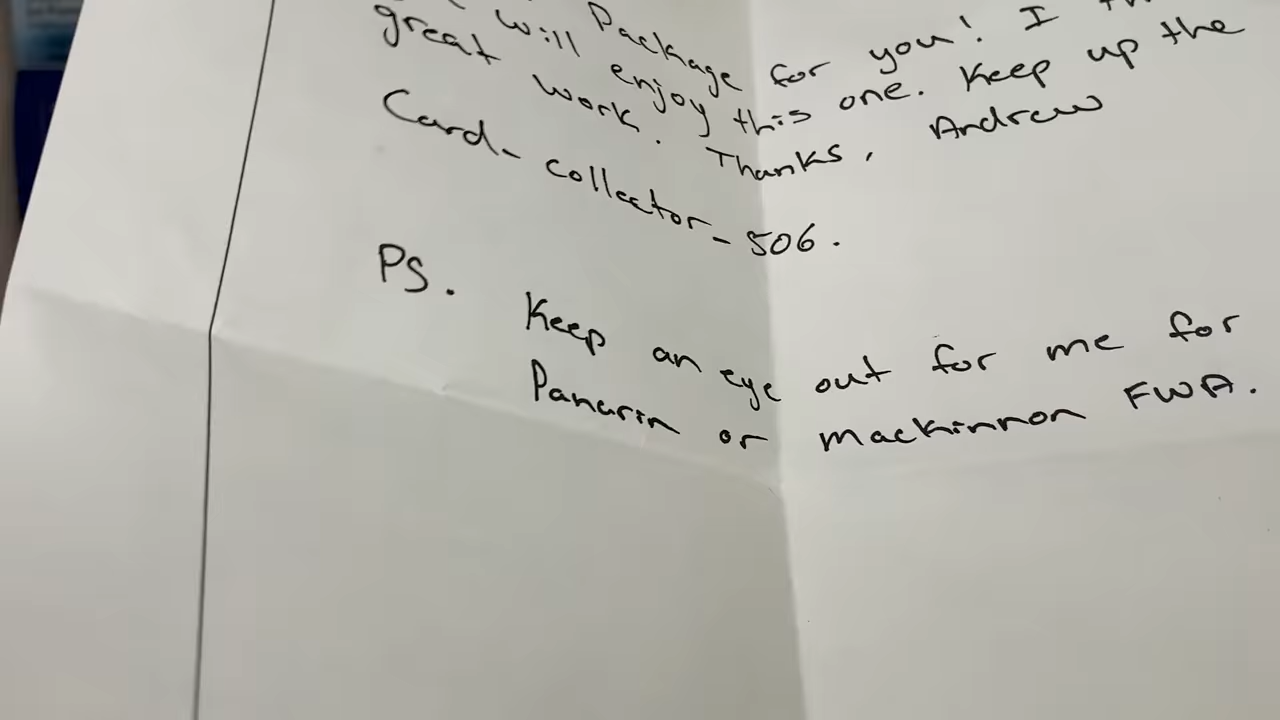 Package for you! I
will enjoy this one. Keep up the
great work. Thanks, Andrew
Card-collector-506.
PS. Keep an eye out for me for
Panarin or mackinnon FWA.